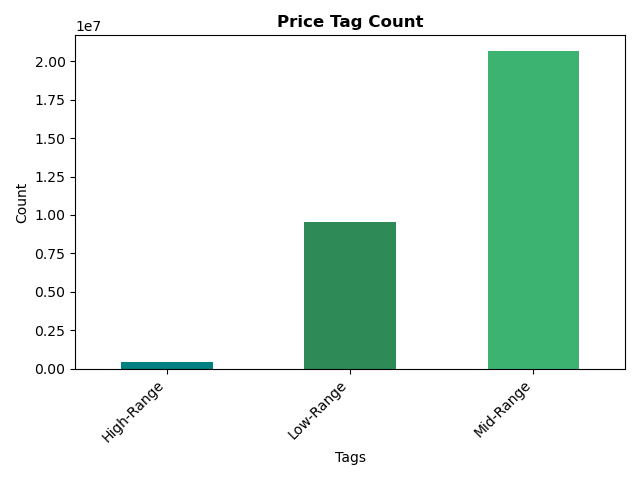 Price Tag Count
1e7
2.00
1.75
1.50
1.25
1.00
0.75
0.50
0.25
0.00
Count
High-Range
Low-Range
Mid-Range
Tags